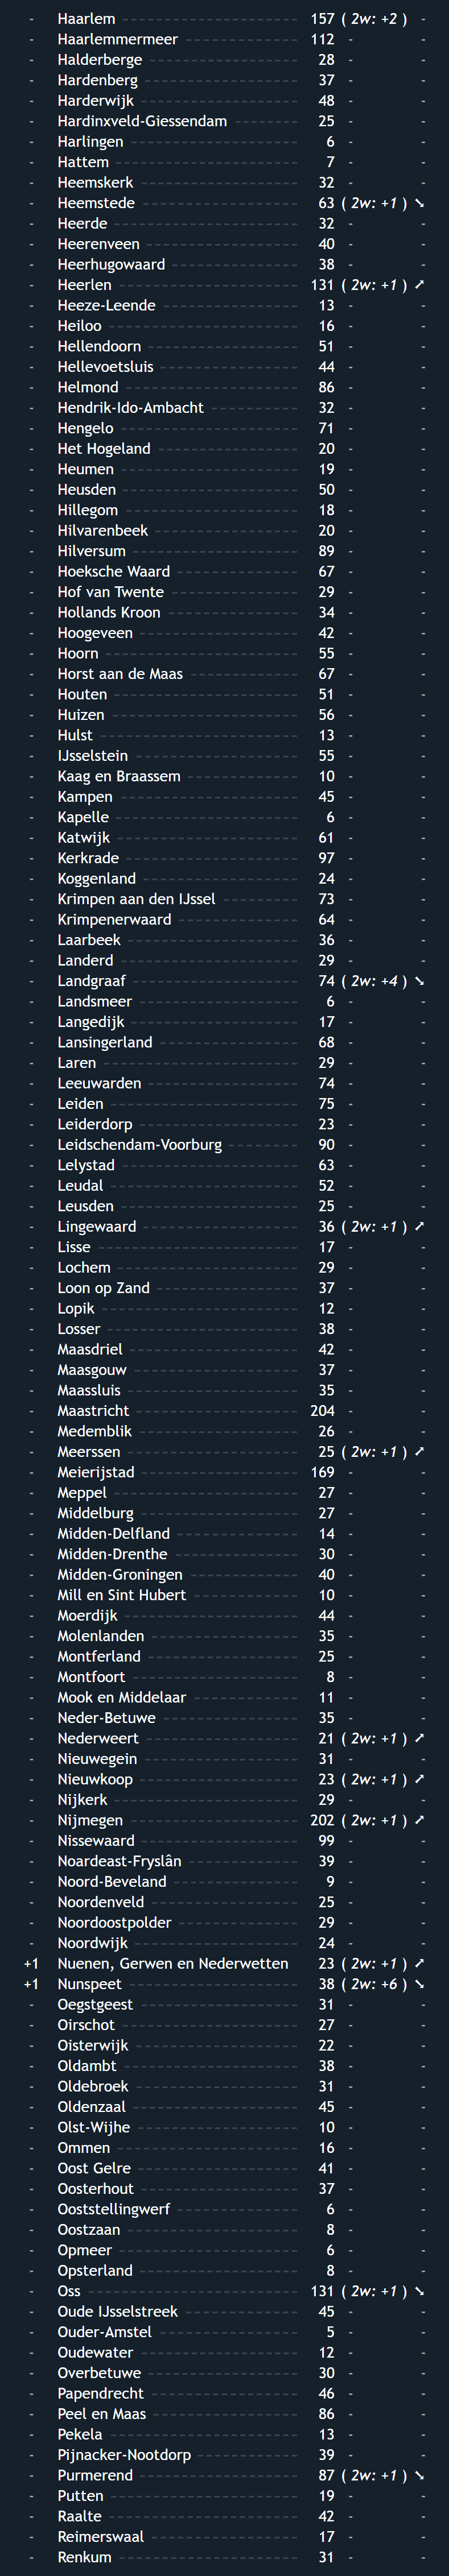 - Haarlem 157 ( 2w: +2 ) -
- Haarlemmermeer 112 - -
- Halderberge 28 - -
- Hardenberg 37 - -
- Harderwijk 48 - -
- Hardinxveld-Giessendam 25 - -
- Harlingen 6 - -
- Hattem 7 - -
- Heemskerk 32 - -
- Heemstede 63 ( 2w: +1 ) ➘
- Heerde 32 - -
- Heerenveen 40 - -
- Heerhugowaard 38 - -
- Heerlen 131 ( 2w: +1 ) ➚
- Heeze-Leende 13 - -
- Heiloo 16 - -
- Hellendoorn 51 - -
- Hellevoetsluis 44 - -
- Helmond 86 - -
- Hendrik-Ido-Ambacht 32 - -
- Hengelo 71 - -
- Het Hogeland 20 - -
- Heumen 19 - -
- Heusden 50 - -
- Hillegom 18 - -
- Hilvarenbeek 20 - -
- Hilversum 89 - -
- Hoeksche Waard 67 - -
- Hof van Twente 29 - -
- Hollands Kroon 34 - -
- Hoogeveen 42 - -
- Hoorn 55 - -
- Horst aan de Maas 67 - -
- Houten 51 - -
- Huizen 56 - -
- Hulst 13 - -
- IJsselstein 55 - -
- Kaag en Braassem 10 - -
- Kampen 45 - -
- Kapelle 6 - -
- Katwijk 61 - -
- Kerkrade 97 - -
- Koggenland 24 - -
- Krimpen aan den IJssel 73 - -
- Krimpenerwaard 64 - -
- Laarbeek 36 - -
- Landerd 29 - -
- Landgraaf 74 ( 2w: +4 ) ➘
- Landsmeer 6 - -
- Langedijk 17 - -
- Lansingerland 68 - -
- Laren 29 - -
- Leeuwarden 74 - -
- Leiden 75 - -
- Leiderdorp 23 - -
- Leidschendam-Voorburg 90 - -
- Lelystad 63 - -
- Leudal 52 - -
- Leusden 25 - -
- Lingewaard 36 ( 2w: +1 ) ➚
- Lisse 17 - -
- Lochem 29 - -
- Loon op Zand 37 - -
- Lopik 12 - -
- Losser 38 - -
- Maasdriel 42 - -
- Maasgouw 37 - -
- Maassluis 35 - -
- Maastricht 204 - -
- Medemblik 26 - -
- Meerssen 25 ( 2w: +1 ) ➚
- Meierijstad 169 - -
- Meppel 27 - -
- Middelburg 27 - -
- Midden-Delfland 14 - -
- Midden-Drenthe 30 - -
- Midden-Groningen 40 - -
- Mill en Sint Hubert 10 - -
- Moerdijk 44 - -
- Molenlanden 35 - -
- Montferland 25 - -
- Montfoort 8 - -
- Mook en Middelaar 11 - -
- Neder-Betuwe 35 - -
- Nederweert 21 ( 2w: +1 ) ➚
- Nieuwegein 31 - -
- Nieuwkoop 23 ( 2w: +1 ) ➚
- Nijkerk 29 - -
- Nijmegen 202 ( 2w: +1 ) ➚
- Nissewaard 99 - -
- Noardeast-Fryslân 39 - -
- Noord-Beveland 9 - -
- Noordenveld 25 - -
- Noordoostpolder 29 - -
- Noordwijk 24 - -
+1 Nuenen, Gerwen en Nederwetten 23 ( 2w: +1 ) ➚
+1 Nunspeet 38 ( 2w: +6 ) ➘
- Oegstgeest 31 - -
- Oirschot 27 - -
- Oisterwijk 22 - -
- Oldambt 38 - -
- Oldebroek 31 - -
- Oldenzaal 45 - -
- Olst-Wijhe 10 - -
- Ommen 16 - -
- Oost Gelre 41 - -
- Oosterhout 37 - -
- Ooststellingwerf 6 - -
- Oostzaan 8 - -
- Opmeer 6 - -
- Opsterland 8 - -
- Oss 131 ( 2w: +1 ) ➘
- Oude IJsselstreek 45 - -
- Ouder-Amstel 5 - -
- Oudewater 12 - -
- Overbetuwe 30 - -
- Papendrecht 46 - -
- Peel en Maas 86 - -
- Pekela 13 - -
- Pijnacker-Nootdorp 39 - -
- Purmerend 87 ( 2w: +1 ) ➘
- Putten 19 - -
- Raalte 42 - -
- Reimerswaal 17 - -
- Renkum 31 - -